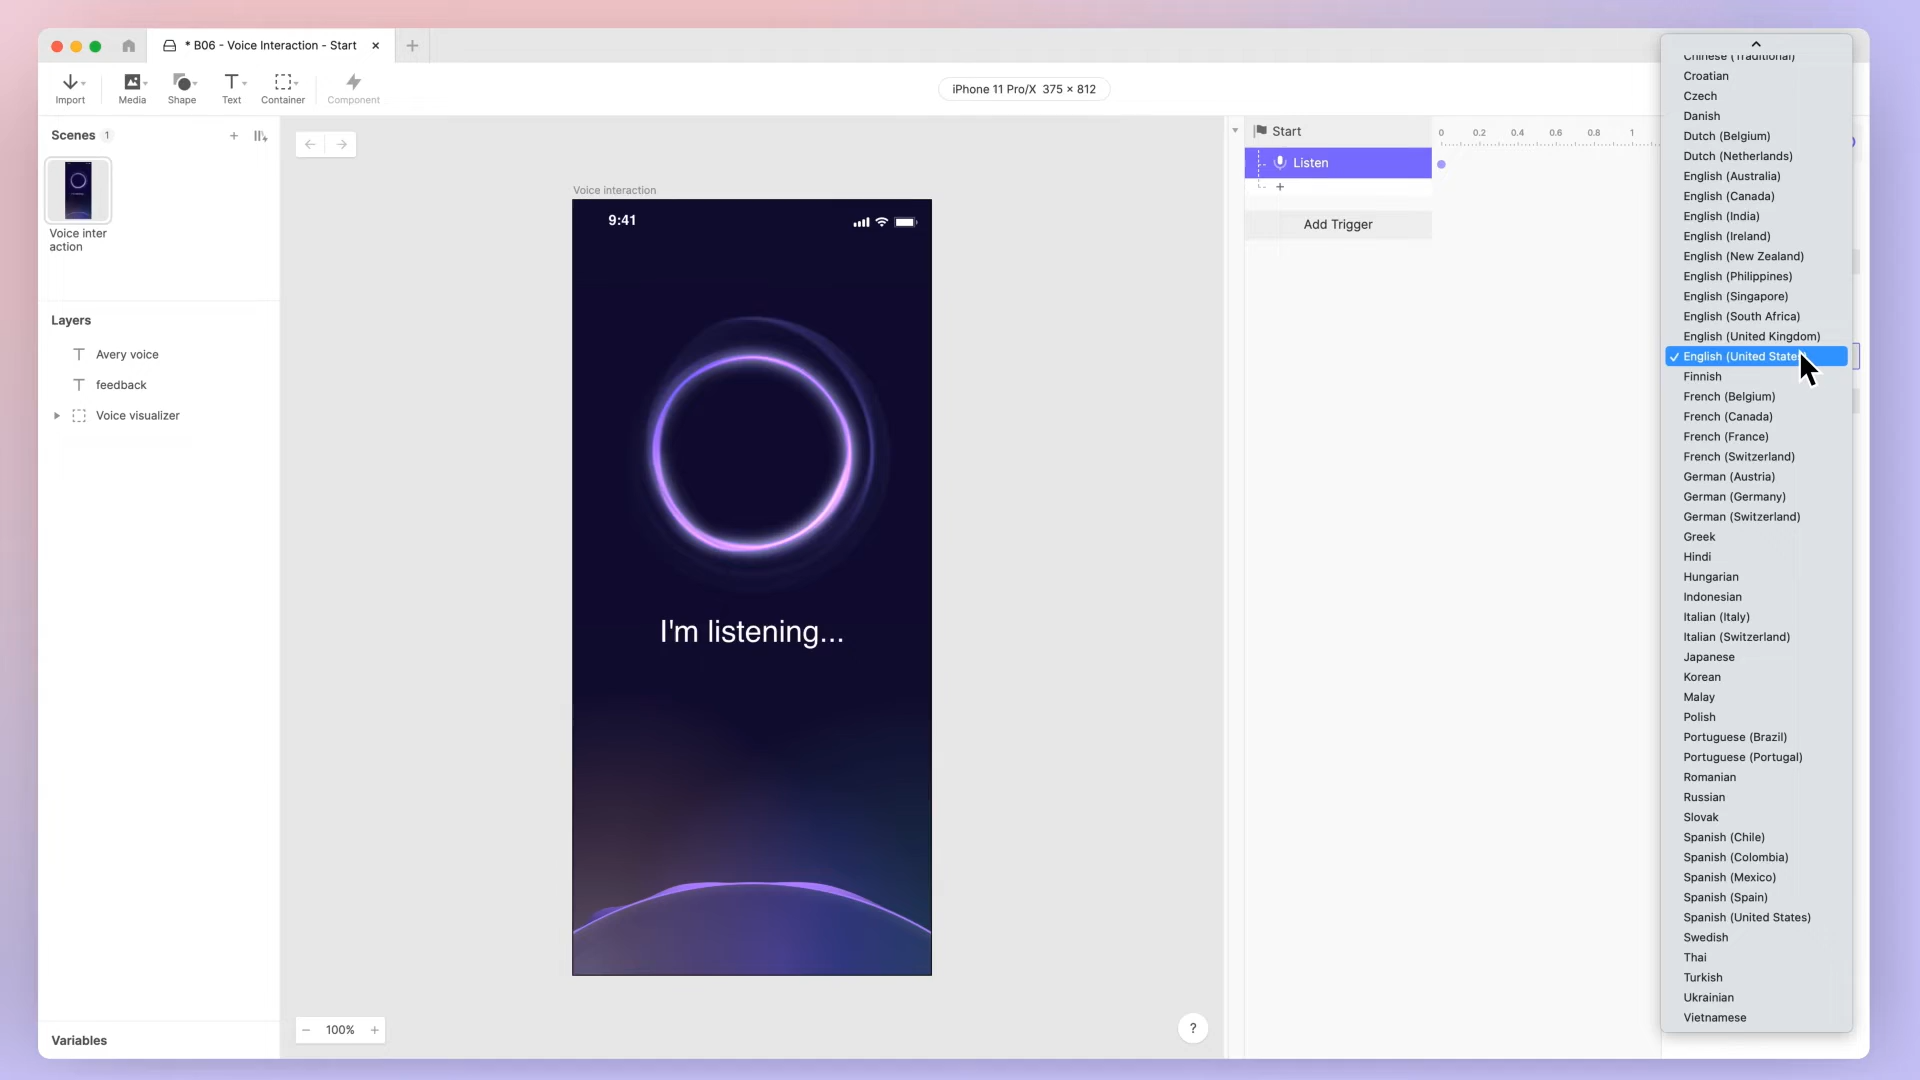 * B06 - Voice Interaction - Start
Import
Media
Shape
Text
Container
Component
iPhone 11 Pro/X 375 × 812
Scenes 1
Voice inter
action
Layers
Avery voice
feedback
Voice visualizer
Variables
Voice interaction
9:41
I'm listening...
100%
?
Start
0 0.2 0.4 0.6 0.8 1
Listen
Add Trigger
Chinese (Traditional)
Croatian
Czech
Danish
Dutch (Belgium)
Dutch (Netherlands)
English (Australia)
English (Canada)
English (India)
English (Ireland)
English (New Zealand)
English (Philippines)
English (Singapore)
English (South Africa)
English (United Kingdom)
English (United State
Finnish
French (Belgium)
French (Canada)
French (France)
French (Switzerland)
German (Austria)
German (Germany)
German (Switzerland)
Greek
Hindi
Hungarian
Indonesian
Italian (Italy)
Italian (Switzerland)
Japanese
Korean
Malay
Polish
Portuguese (Brazil)
Portuguese (Portugal)
Romanian
Russian
Slovak
Spanish (Chile)
Spanish (Colombia)
Spanish (Mexico)
Spanish (Spain)
Spanish (United States)
Swedish
Thai
Turkish
Ukrainian
Vietnamese